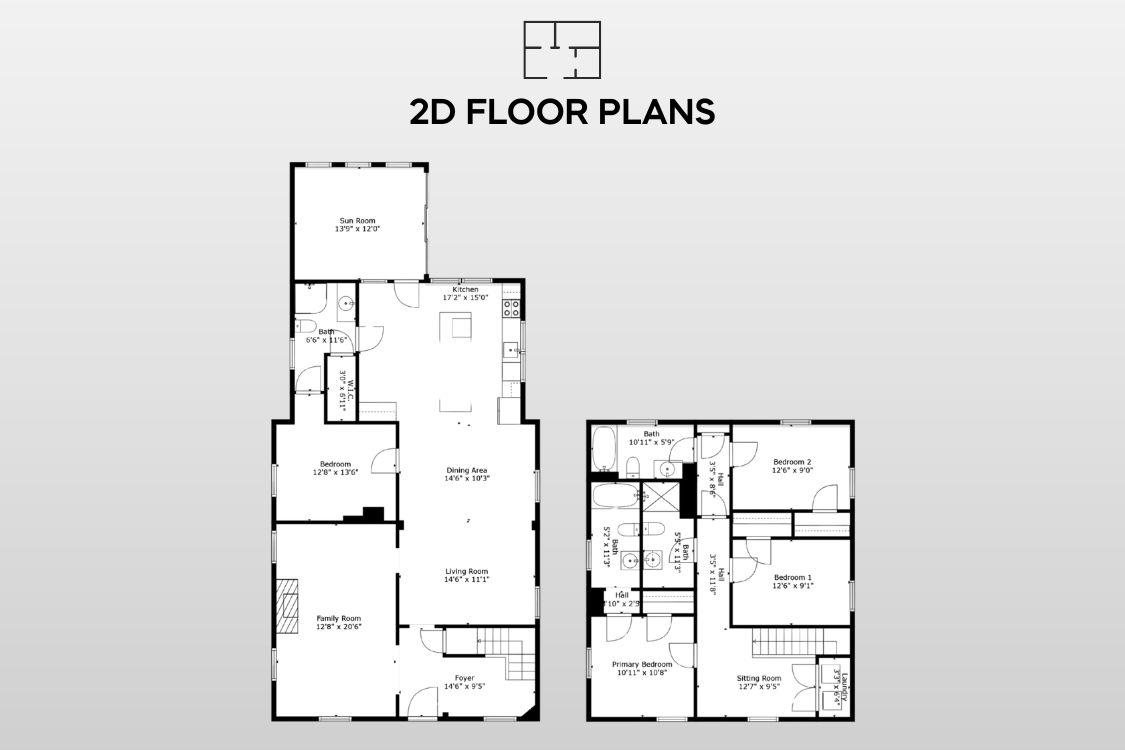 2D FLOOR PLANS
Sun Room
13'9" x 12'0"
Kitchen
17'2" x 15'0"
Bath
6'6" x 11'6"
W.I.C.
3'0" x 6'11"
Bedroom
12'8" x 13'6"
Dining Area
14'6" x 10'3"
Living Room
14'6" x 11'1"
Family Room
12'8" x 20'6"
Foyer
14'6" x 9'5"
Bath
10'11" x 5'9"
Hall
3'5" x 8'6"
Bedroom 2
12'6" x 9'0"
Bath
5'2" x 11'3"
Bath
5'5" x 11'3"
Hall
3'5" x 11'8"
Bedroom 1
12'6" x 9'1"
Hall
'10" x 2'9
Primary Bedroom
10'11" x 10'8"
Sitting Room
12'7" x 9'5"
Laundry
3'3" x 6'4"